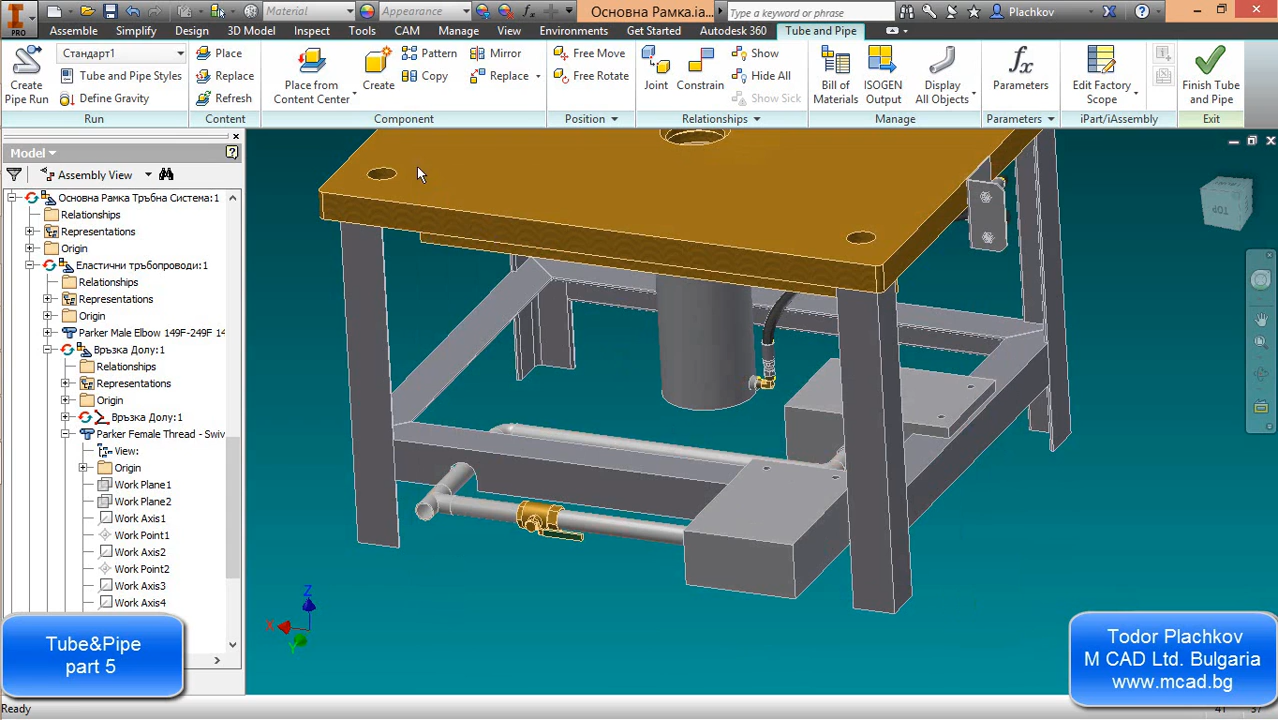 PRO
Material
Appearance
Основна Рамка.ia...
Type a keyword or phrase
Plachkov
Assemble
Simplify
Design
3D Model
Inspect
Tools
CAM
Manage
View
Environments
Get Started
Autodesk 360
Tube and Pipe
Create
Pipe Run
Стандарт1
Tube and Pipe Styles
Define Gravity
Run
Place
Replace
Refresh
Content
Place from
Content Center
Create
Pattern
Copy
Mirror
Replace
Component
Free Move
Free Rotate
Position
Joint
Constrain
Show
Hide All
Show Sick
Relationships
Bill of
Materials
ISOGEN
Output
Display
All Objects
Manage
Parameters
Parameters
Edit Factory
Scope
iPart/iAssembly
Finish Tube
and Pipe
Exit
Model
Assembly View
Основна Рамка Тръбна Система:1
Relationships
Representations
Origin
Еластични тръбопроводи:1
Relationships
Representations
Origin
Parker Male Elbow 149F-249F 14
Връзка Долу:1
Relationships
Representations
Origin
Връзка Долу:1
Parker Female Thread - Swiv
View:
Origin
Work Plane1
Work Plane2
Work Axis1
Work Point1
Work Axis2
Work Point2
Work Axis3
Work Axis4
TOP
Z
X
Y
Tube&Pipe
part 5
Todor Plachkov
M CAD Ltd. Bulgaria
www.mcad.bg
Ready